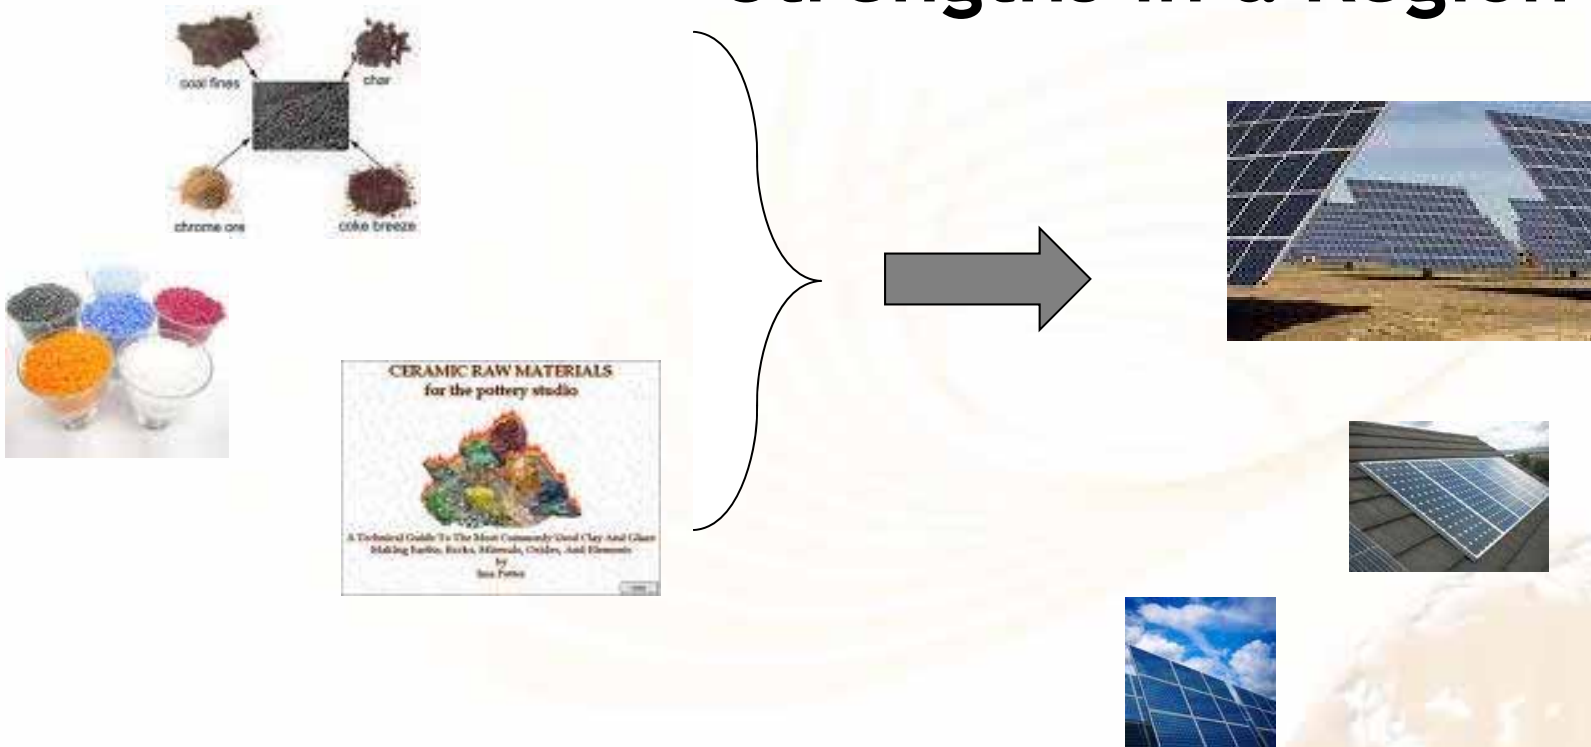 Strengths in a Region
coal fines
char
chrome ore
coke breeze
CERAMIC RAW MATERIALS
for the pottery studio
A Technical Guide To The Most Commonly Used Clay And Glaze
Making Earths, Rocks, Minerals, Oxides, And Elements
by